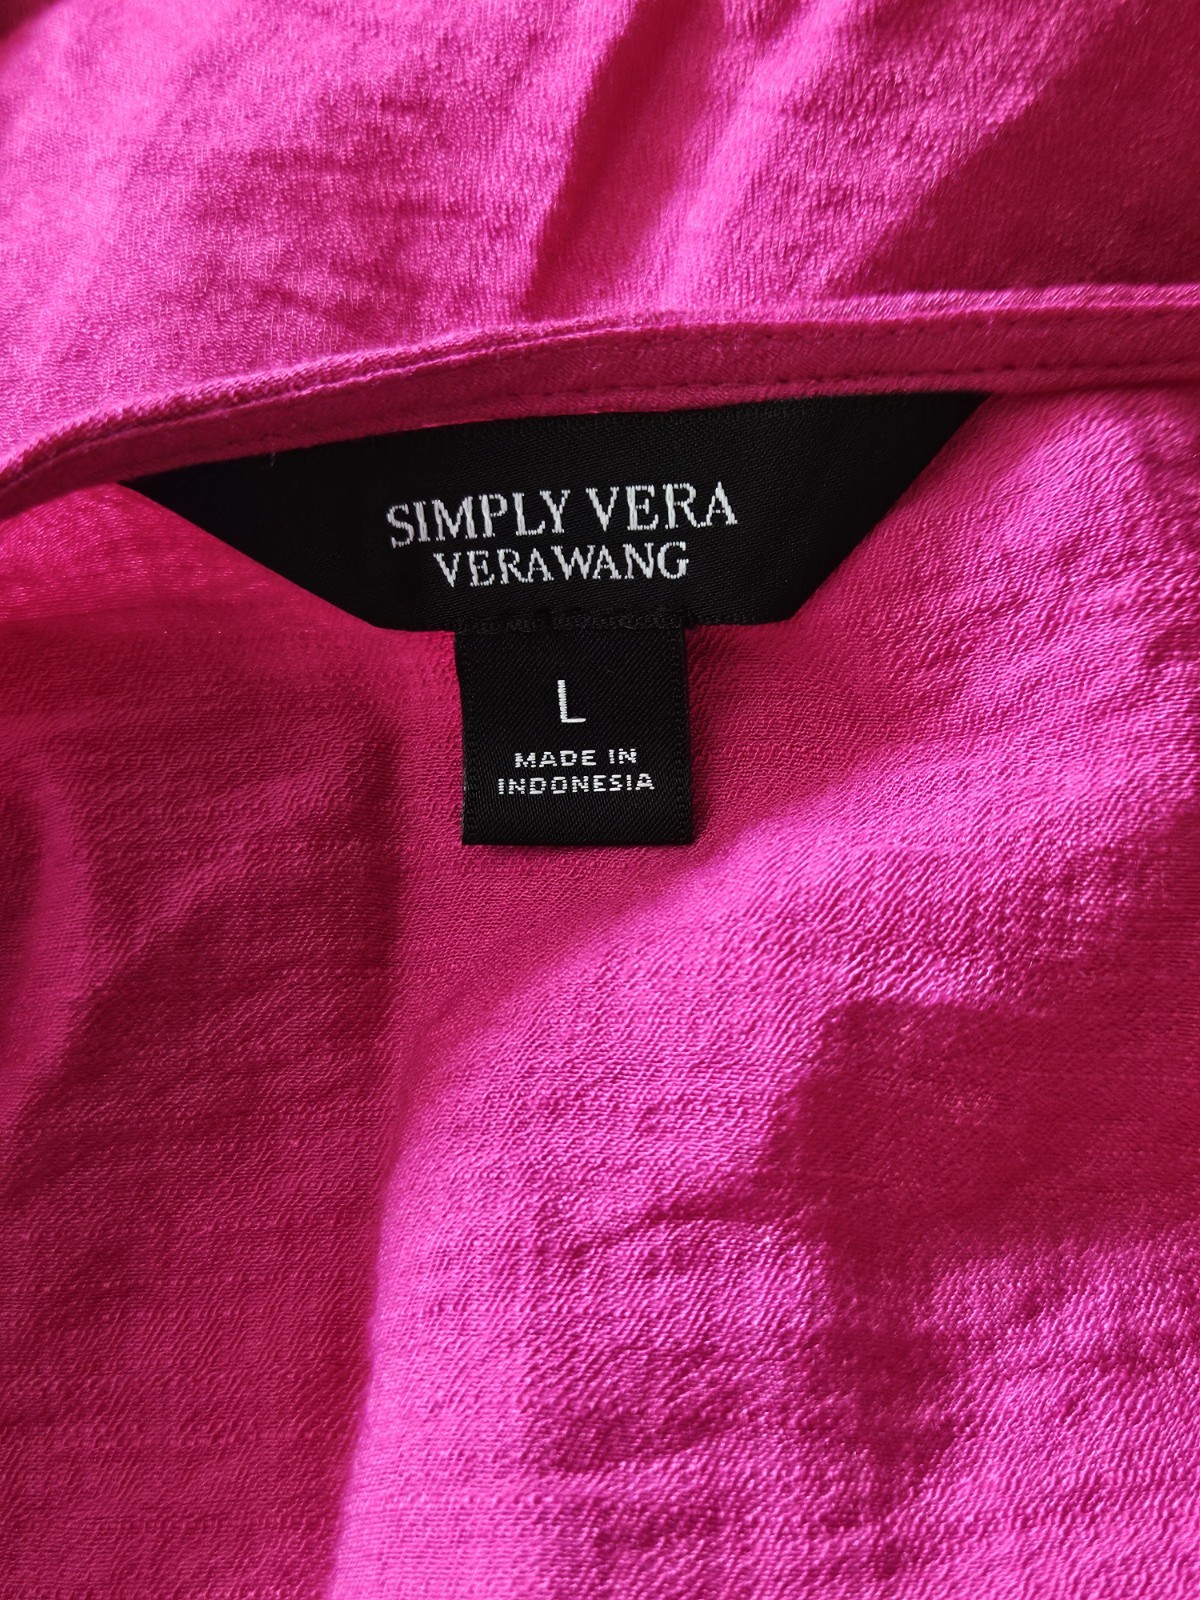 SIMPLY VERA
VERAWANG
L
MADE IN
INDONESIA